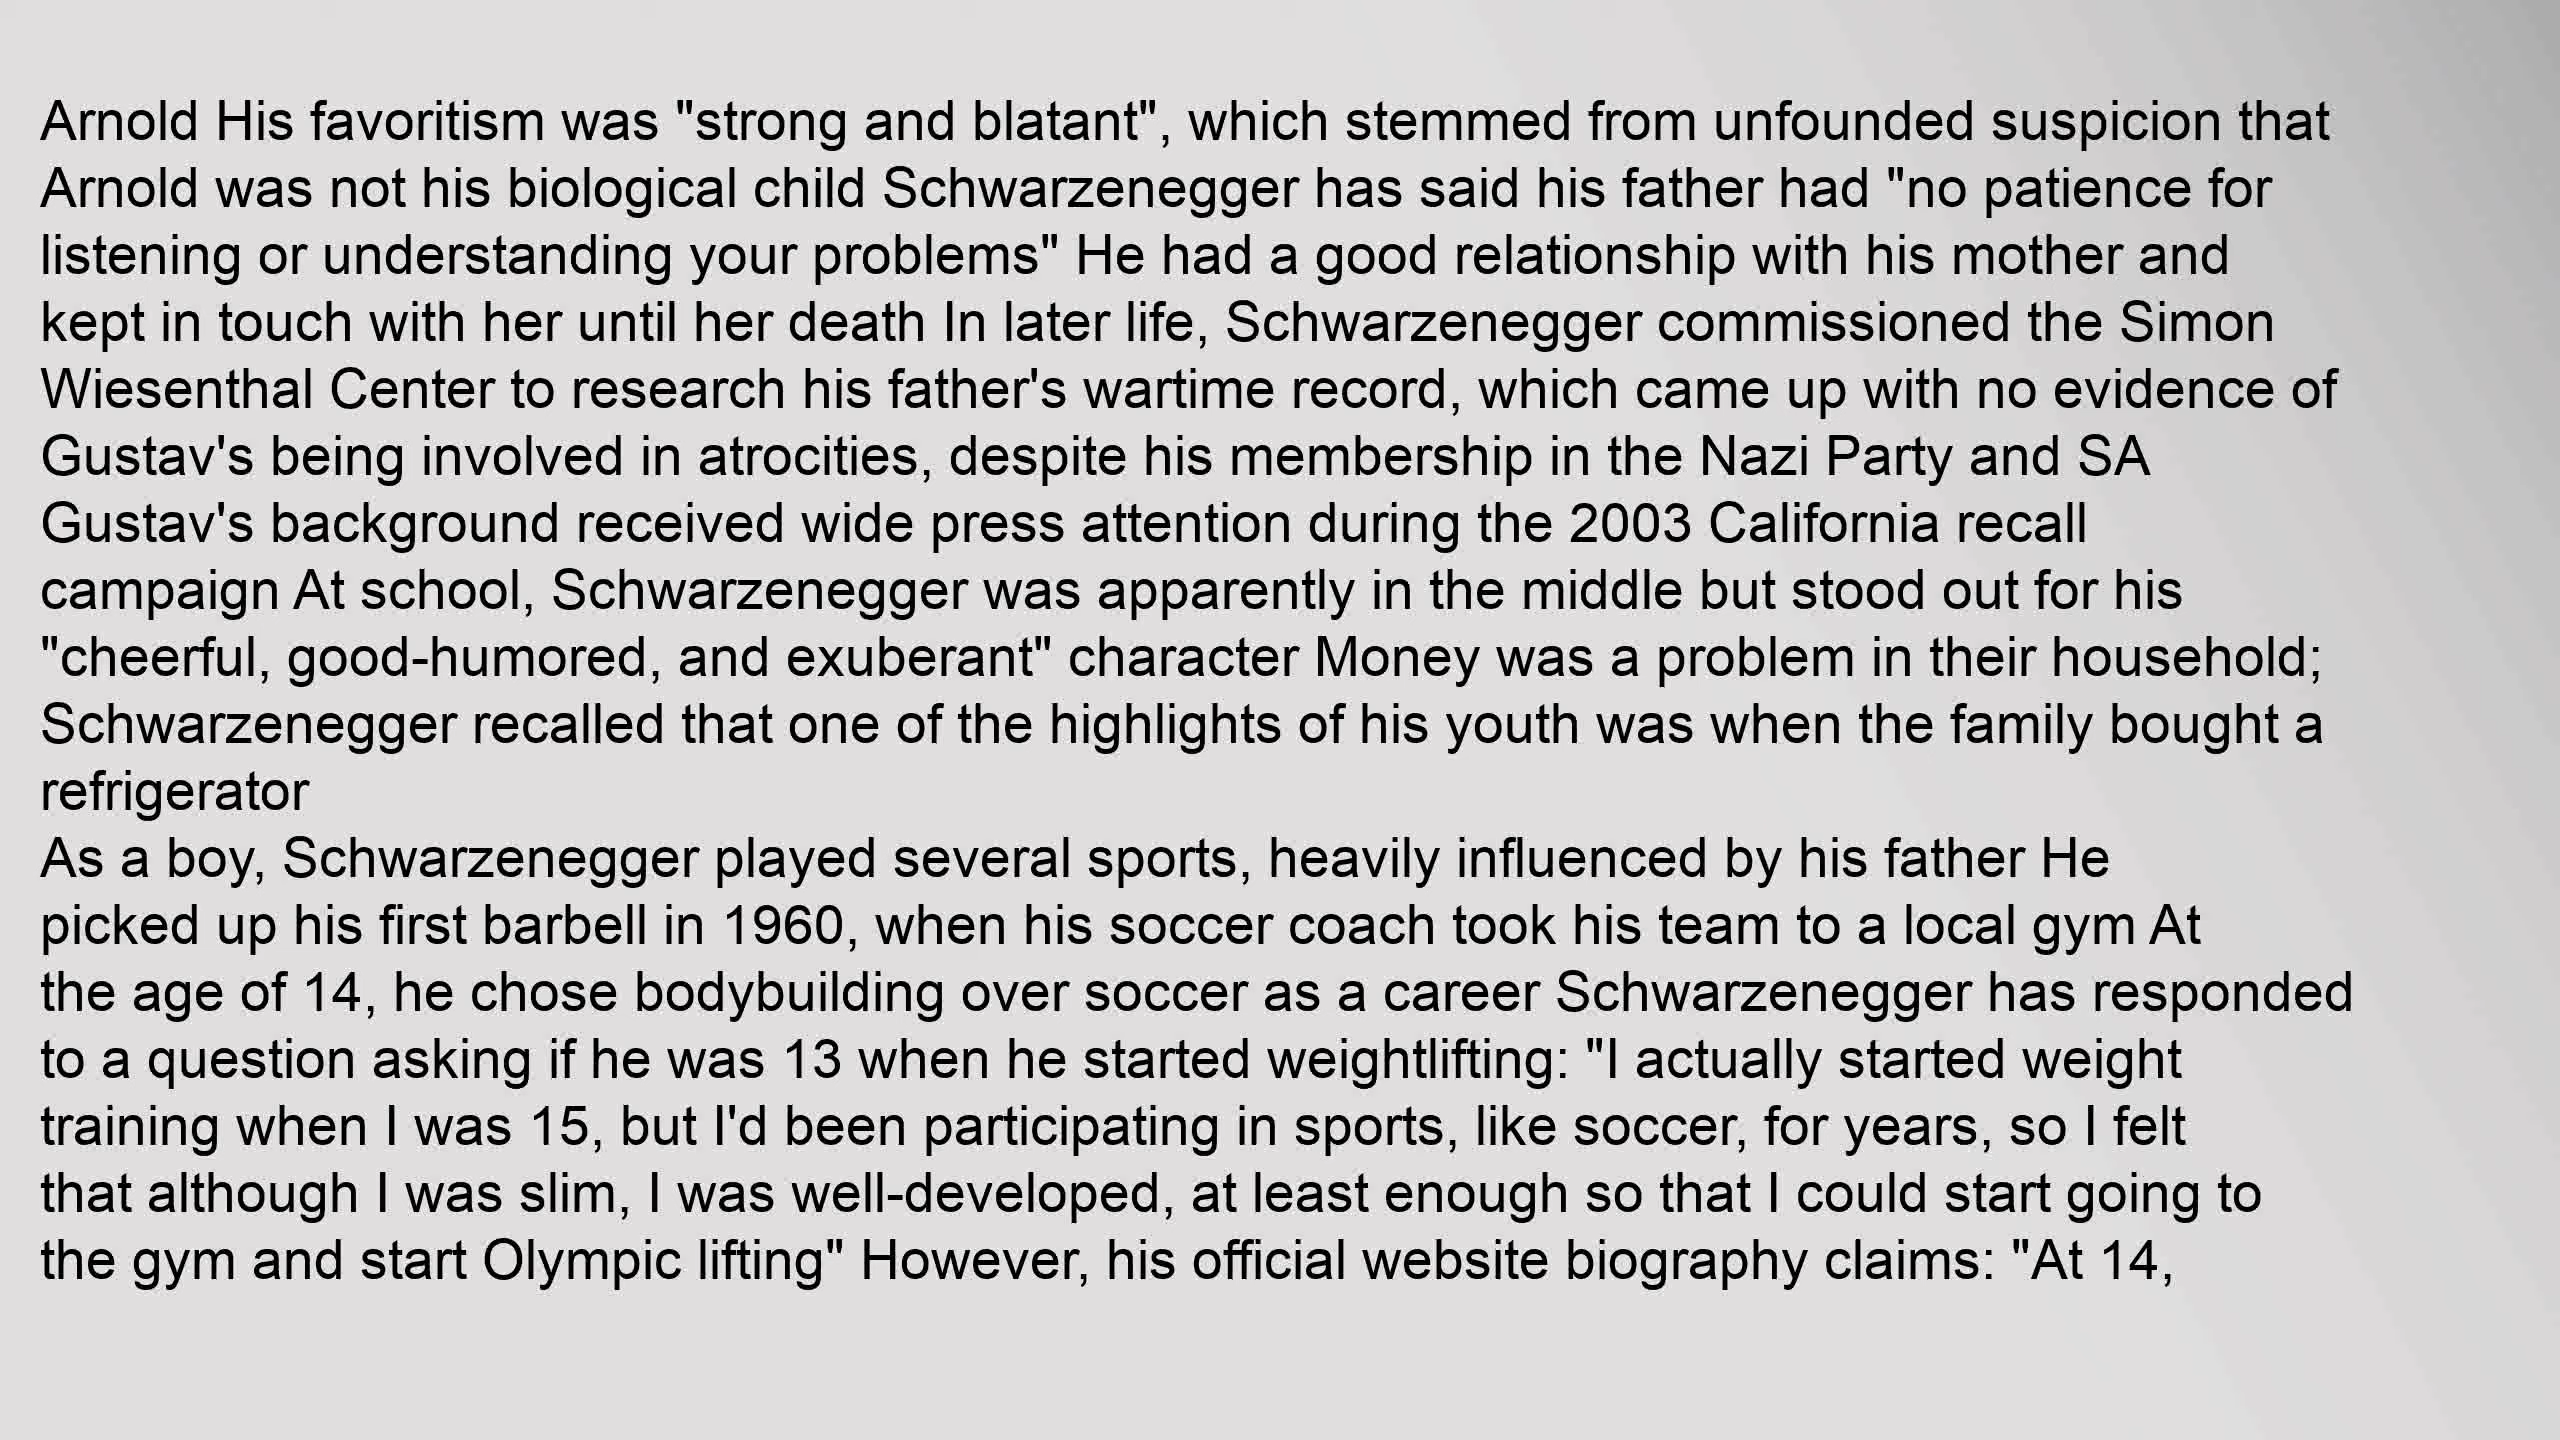 Arnold His favoritism was "strong and blatant", which stemmed from unfounded suspicion that
Arnold was not his biological child Schwarzenegger has said his father had "no patience for
listening or understanding your problems" He had a good relationship with his mother and
kept in touch with her until her death In later life, Schwarzenegger commissioned the Simon
Wiesenthal Center to research his father's wartime record, which came up with no evidence of
Gustav's being involved in atrocities, despite his membership in the Nazi Party and SA
Gustav's background received wide press attention during the 2003 California recall
campaign At school, Schwarzenegger was apparently in the middle but stood out for his
"cheerful, good-humored, and exuberant" character Money was a problem in their household;
Schwarzenegger recalled that one of the highlights of his youth was when the family bought a
refrigerator
As a boy, Schwarzenegger played several sports, heavily influenced by his father He
picked up his first barbell in 1960, when his soccer coach took his team to a local gym At
the age of 14, he chose bodybuilding over soccer as a career Schwarzenegger has responded
to a question asking if he was 13 when he started weightlifting: "I actually started weight
training when I was 15, but I'd been participating in sports, like soccer, for years, so I felt
that although I was slim, I was well-developed, at least enough so that I could start going to
the gym and start Olympic lifting" However, his official website biography claims: "At 14,